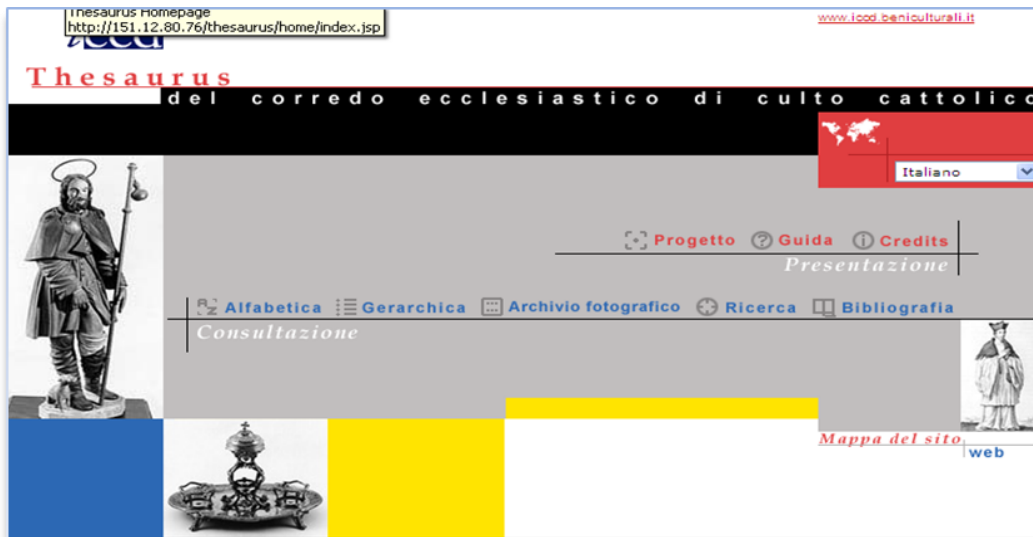 Thesaurus Homepage
http://151.12.80.76/thesaurus/home/index.jsp
www.iccd.beniculturali.it
iccd
Thesaurus
del corredo ecclesiastico di culto cattolico
Italiano
Progetto Guida Credits
Presentazione
Alfabetica Gerarchica Archivio fotografico Ricerca Bibliografia
Consultazione
Mappa del sito
web